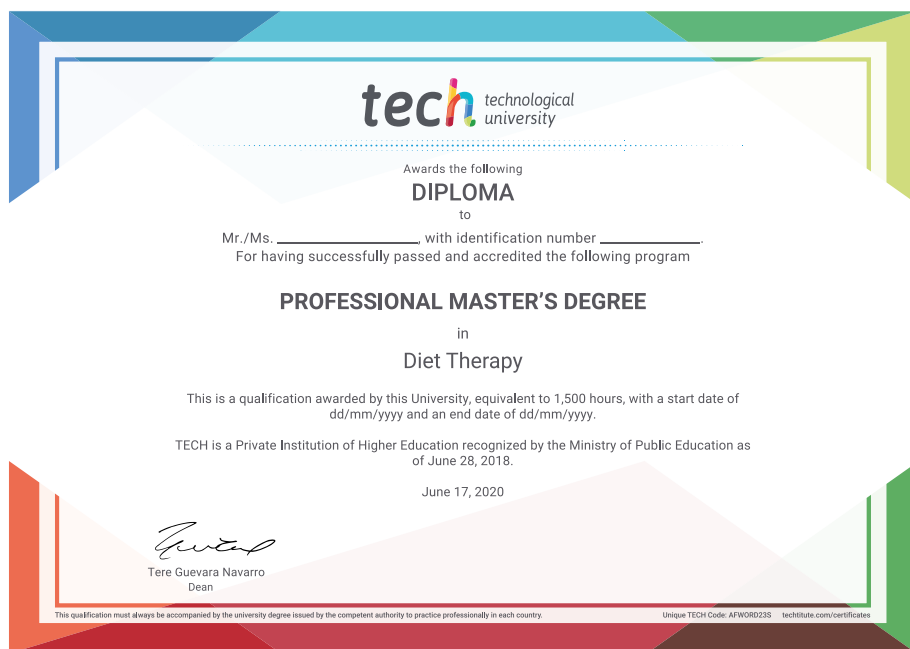 tech technological
university
Awards the following
DIPLOMA
to
Mr./Ms. ____________________, with identification number ______________.
For having successfully passed and accredited the following program
PROFESSIONAL MASTER'S DEGREE
in
Diet Therapy
This is a qualification awarded by this University, equivalent to 1,500 hours, with a start date of
dd/mm/yyyy and an end date of dd/mm/yyyy.
TECH is a Private Institution of Higher Education recognized by the Ministry of Public Education as
of June 28, 2018.
June 17, 2020
Tere Guevara Navarro
Dean
This qualification must always be accompanied by the university degree issued by the competent authority to practice professionally in each country. Unique TECH Code: AFWORD23S techtitute.com/certificates